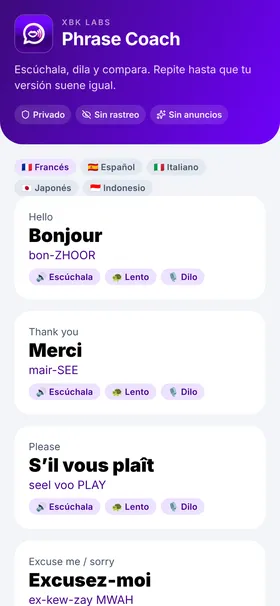 XBK LABS
Phrase Coach
Escúchala, dila y compara. Repite hasta que tu
versión suene igual.
Privado
Sin rastreo
Sin anuncios
Francés
Español
Italiano
Japonés
Indonesio
Hello
Bonjour
bon-ZHOOR
Escúchala
Lento
Dilo
Thank you
Merci
mair-SEE
Escúchala
Lento
Dilo
Please
S’il vous plaît
seel voo PLAY
Escúchala
Lento
Dilo
Excuse me / sorry
Excusez-moi
ex-kew-zay MWAH